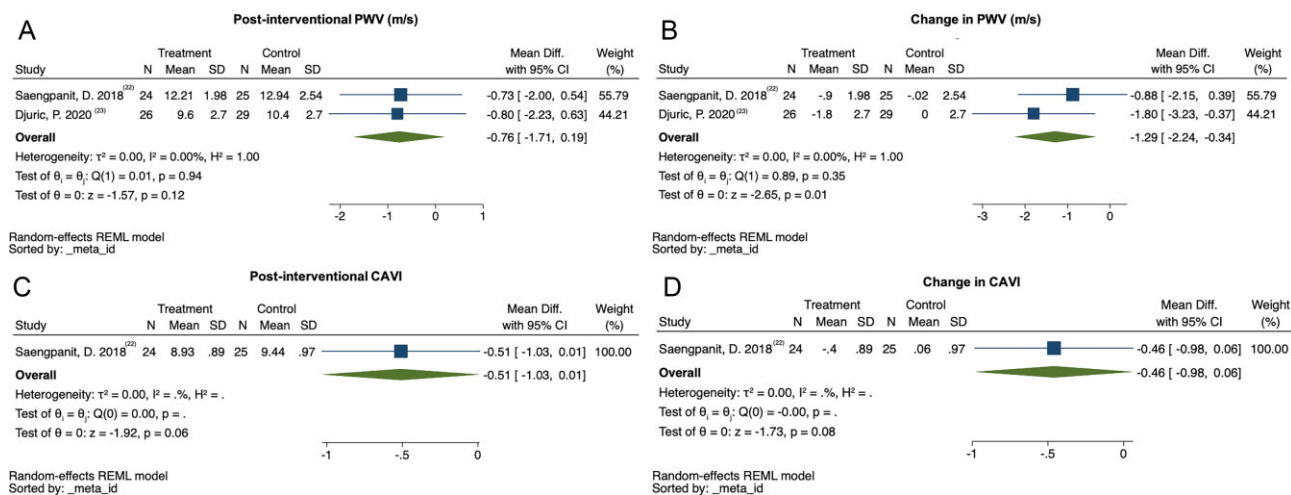 A
Post-interventional PWV (m/s)
Treatment Control Mean Diff. Weight
Study N Mean SD N Mean SD with 95% CI (%)
Saengpanit, D. 2018(22) 24 12.21 1.98 25 12.94 2.54 -0.73 [ -2.00, 0.54] 55.79
Djuric, P. 2020(23) 26 9.6 2.7 29 10.4 2.7 -0.80 [ -2.23, 0.63] 44.21
Overall -0.76 [ -1.71, 0.19]
Heterogeneity: τ² = 0.00, I² = 0.00%, H² = 1.00
Test of θi = θj: Q(1) = 0.01, p = 0.94
Test of θ = 0: z = -1.57, p = 0.12
-2 -1 0 1
Random-effects REML model
Sorted by: _meta_id
B
Change in PWV (m/s)
Treatment Control Mean Diff. Weight
Study N Mean SD N Mean SD with 95% CI (%)
Saengpanit, D. 2018(22) 24 -.9 1.98 25 -.02 2.54 -0.88 [ -2.15, 0.39] 55.79
Djuric, P. 2020(23) 26 -1.8 2.7 29 0 2.7 -1.80 [ -3.23, -0.37] 44.21
Overall -1.29 [ -2.24, -0.34]
Heterogeneity: τ² = 0.00, I² = 0.00%, H² = 1.00
Test of θi = θj: Q(1) = 0.89, p = 0.35
Test of θ = 0: z = -2.65, p = 0.01
-3 -2 -1 0
Random-effects REML model
Sorted by: _meta_id
C
Post-interventional CAVI
Treatment Control Mean Diff. Weight
Study N Mean SD N Mean SD with 95% CI (%)
Saengpanit, D. 2018(22) 24 8.93 .89 25 9.44 .97 -0.51 [ -1.03, 0.01] 100.00
Overall -0.51 [ -1.03, 0.01]
Heterogeneity: τ² = 0.00, I² = .%, H² = .
Test of θi = θj: Q(0) = 0.00, p = .
Test of θ = 0: z = -1.92, p = 0.06
-1 -.5 0
Random-effects REML model
Sorted by: _meta_id
D
Change in CAVI
Treatment Control Mean Diff. Weight
Study N Mean SD N Mean SD with 95% CI (%)
Saengpanit, D. 2018(22) 24 -.4 .89 25 .06 .97 -0.46 [ -0.98, 0.06] 100.00
Overall -0.46 [ -0.98, 0.06]
Heterogeneity: τ² = 0.00, I² = .%, H² = .
Test of θi = θj: Q(0) = -0.00, p = .
Test of θ = 0: z = -1.73, p = 0.08
-1 -.5 0
Random-effects REML model
Sorted by: _meta_id